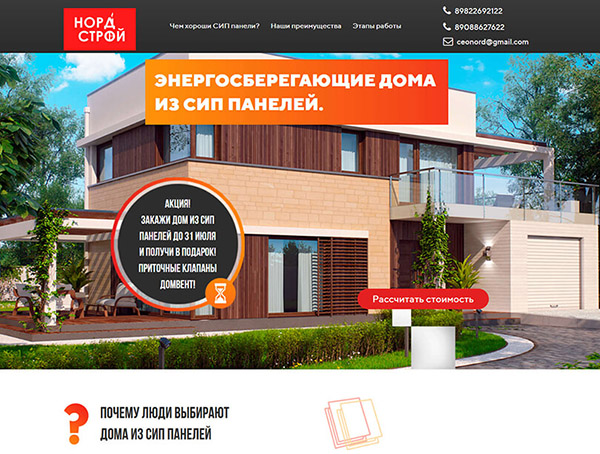 НОРД
СТРОЙ
Чем хороши СИП панели?
Наши преимущества
Этапы работы
89822692122
89088627622
ceonord@gmail.com
ЭНЕРГОСБЕРЕГАЮЩИЕ ДОМА
ИЗ СИП ПАНЕЛЕЙ.
АКЦИЯ!
ЗАКАЖИ ДОМ ИЗ СИП
ПАНЕЛЕЙ ДО 31 ИЮЛЯ
И ПОЛУЧИ В ПОДАРОК!
ПРИТОЧНЫЕ КЛАПАНЫ
ДОМВЕНТ!
Рассчитать стоимость
?
ПОЧЕМУ ЛЮДИ ВЫБИРАЮТ
ДОМА ИЗ СИП ПАНЕЛЕЙ